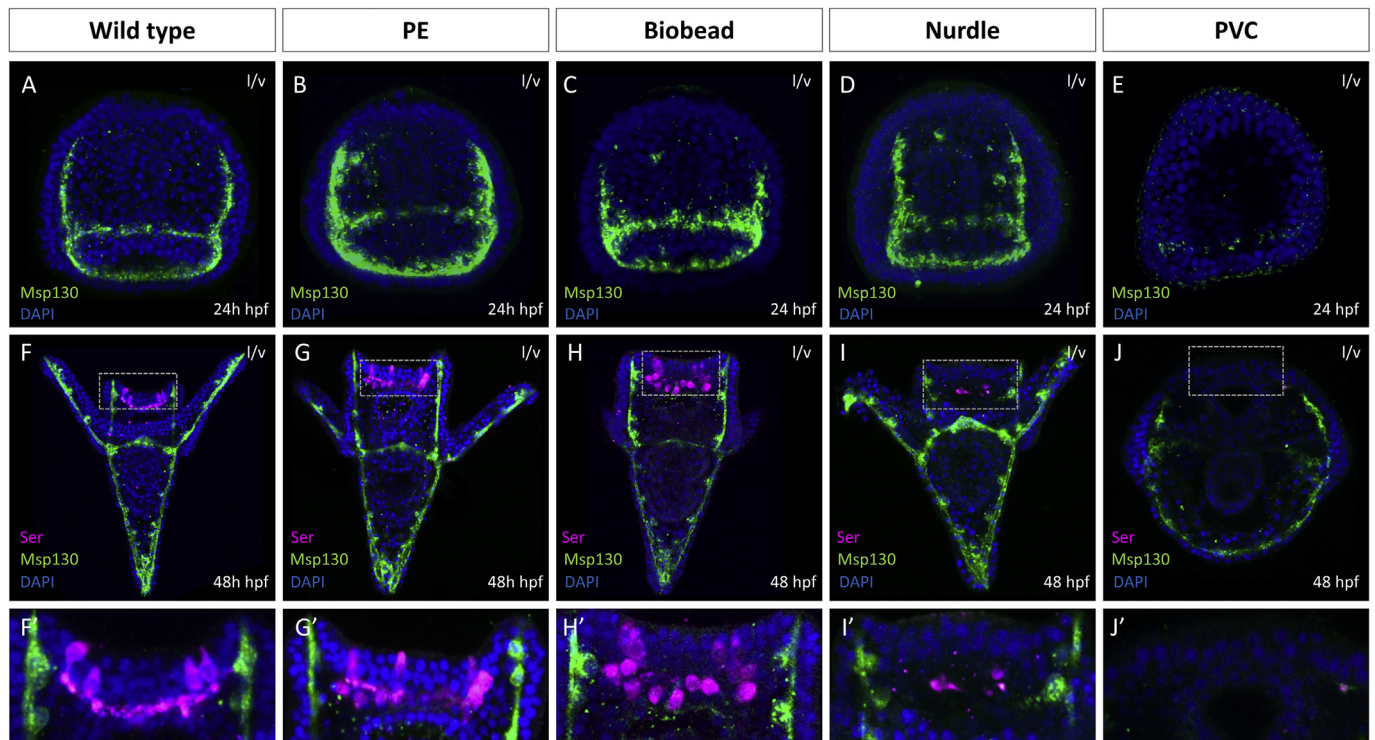 Wild type
PE
Biobead
Nurdle
PVC
A
l/v
Msp130
DAPI
24h hpf
B
l/v
Msp130
DAPI
24h hpf
C
l/v
Msp130
DAPI
24 hpf
D
l/v
Msp130
DAPI
24 hpf
E
l/v
Msp130
DAPI
24 hpf
F
l/v
Ser
Msp130
DAPI
48h hpf
G
l/v
Ser
Msp130
DAPI
48h hpf
H
l/v
Ser
Msp130
DAPI
48 hpf
I
l/v
Ser
Msp130
DAPI
48 hpf
J
l/v
Ser
Msp130
DAPI
48 hpf
F’
G’
H’
I’
J’